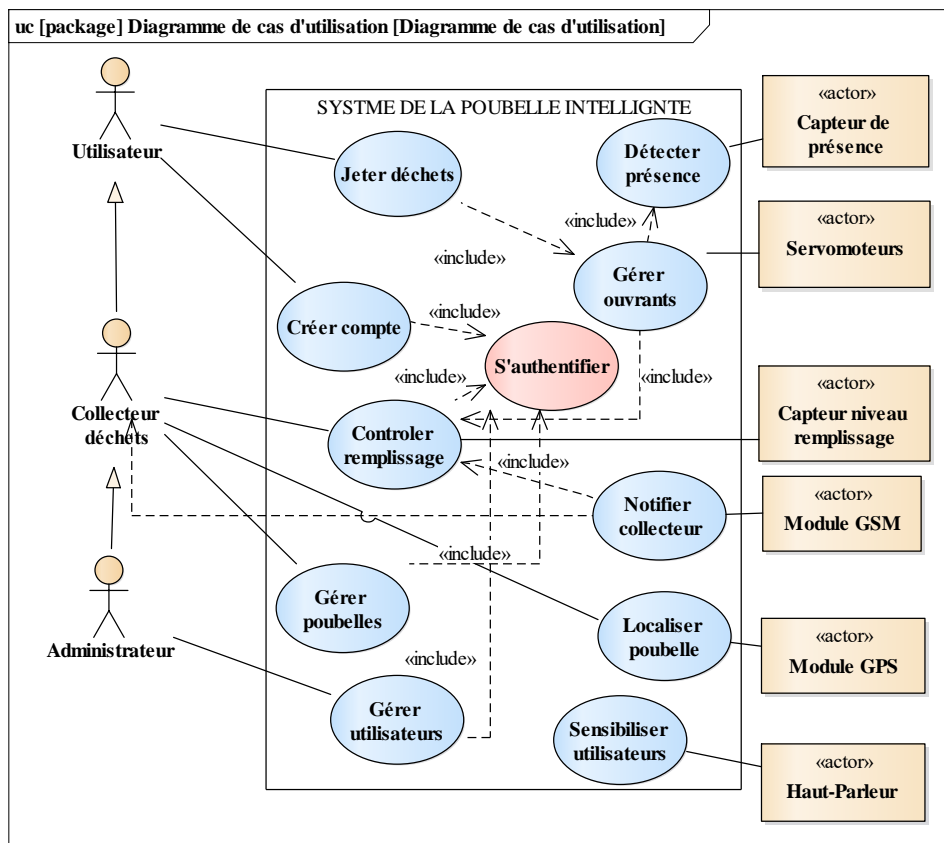 uc [package] Diagramme de cas d'utilisation [Diagramme de cas d'utilisation]
SYSTME DE LA POUBELLE INTELLIGNTE
Utilisateur
Jeter déchets
Détecter
présence
«actor»
Capteur de
présence
«include»
«include»
Gérer
ouvrants
«actor»
Servomoteurs
Créer compte
«include»
S'authentifier
«include»
«include»
Collecteur
déchets
Controler
remplissage
«actor»
Capteur niveau
remplissage
«include»
Notifier
collecteur
«actor»
Module GSM
«include»
Gérer
poubelles
Administrateur
Localiser
poubelle
«actor»
Module GPS
«include»
Gérer
utilisateurs
Sensibiliser
utilisateurs
«actor»
Haut-Parleur